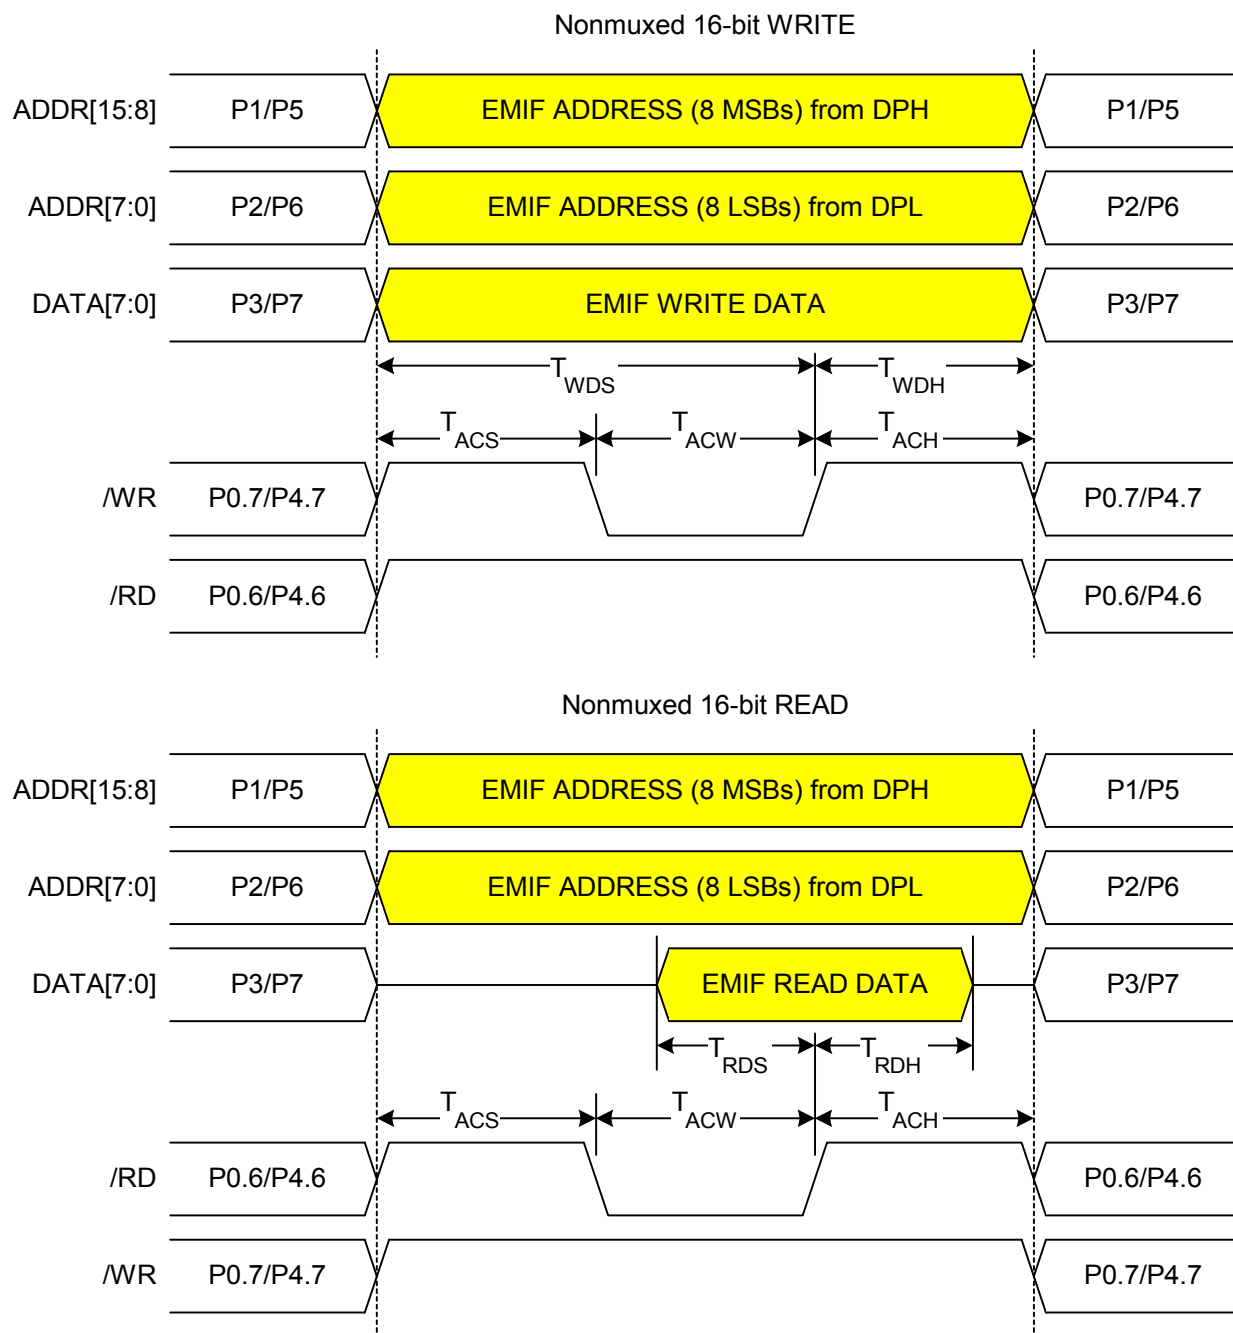 Nonmuxed 16-bit WRITE
ADDR[15:8] P1/P5 EMIF ADDRESS (8 MSBs) from DPH P1/P5
ADDR[7:0] P2/P6 EMIF ADDRESS (8 LSBs) from DPL P2/P6
DATA[7:0] P3/P7 EMIF WRITE DATA P3/P7
TWDS TWDH
TACS TACW TACH
/WR P0.7/P4.7 P0.7/P4.7
/RD P0.6/P4.6 P0.6/P4.6
Nonmuxed 16-bit READ
ADDR[15:8] P1/P5 EMIF ADDRESS (8 MSBs) from DPH P1/P5
ADDR[7:0] P2/P6 EMIF ADDRESS (8 LSBs) from DPL P2/P6
DATA[7:0] P3/P7 EMIF READ DATA P3/P7
TRDS TRDH
TACS TACW TACH
/RD P0.6/P4.6 P0.6/P4.6
/WR P0.7/P4.7 P0.7/P4.7